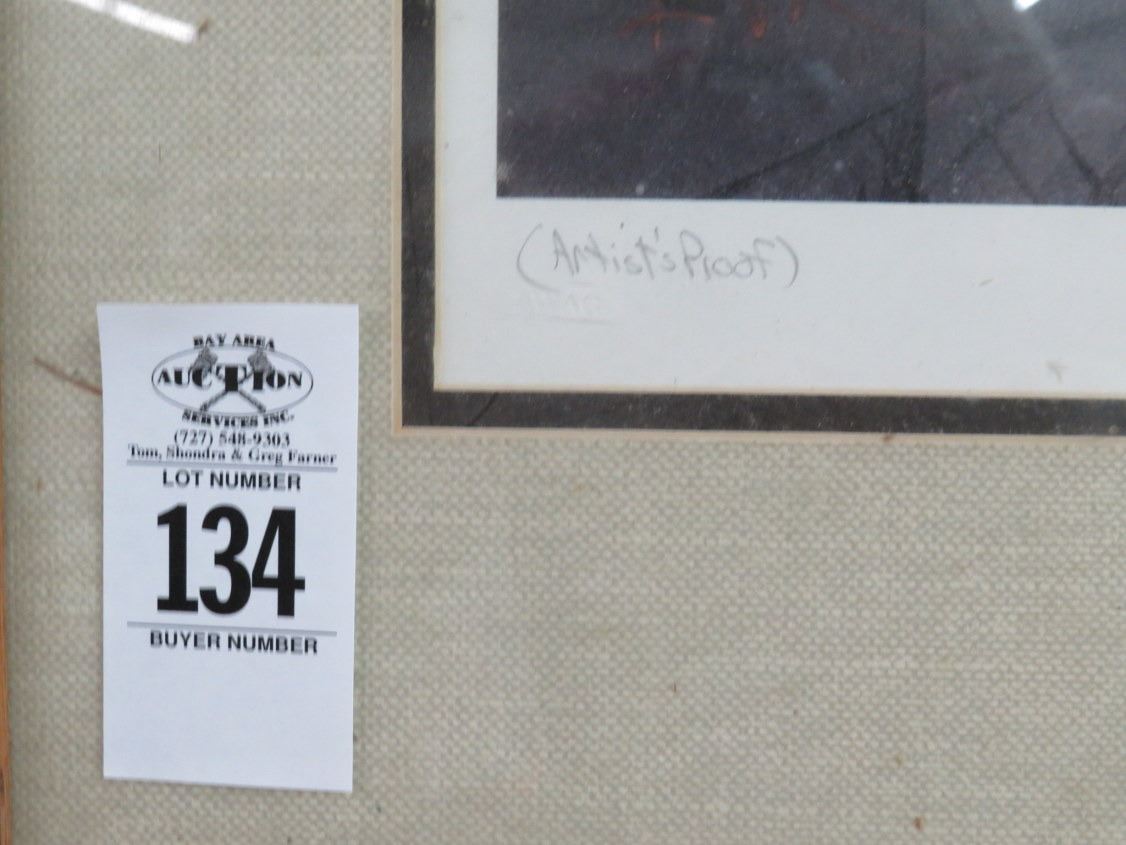 BAY AREA
AUCTION
SERVICES INC.
(727) 548-9303
Tom, Shondra & Greg Farner
LOT NUMBER
134
BUYER NUMBER
(Artist's Proof)